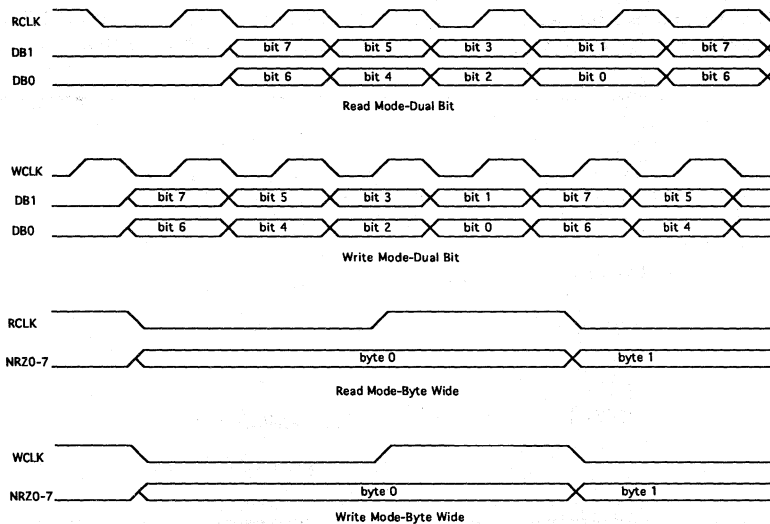 RCLK
DB1 bit 7 bit 5 bit 3 bit 1 bit 7
DB0 bit 6 bit 4 bit 2 bit 0 bit 6
Read Mode-Dual Bit
WCLK
DB1 bit 7 bit 5 bit 3 bit 1 bit 7 bit 5
DB0 bit 6 bit 4 bit 2 bit 0 bit 6 bit 4
Write Mode-Dual Bit
RCLK
NRZ0-7 byte 0 byte 1
Read Mode-Byte Wide
WCLK
NRZ0-7 byte 0 byte 1
Write Mode-Byte Wide